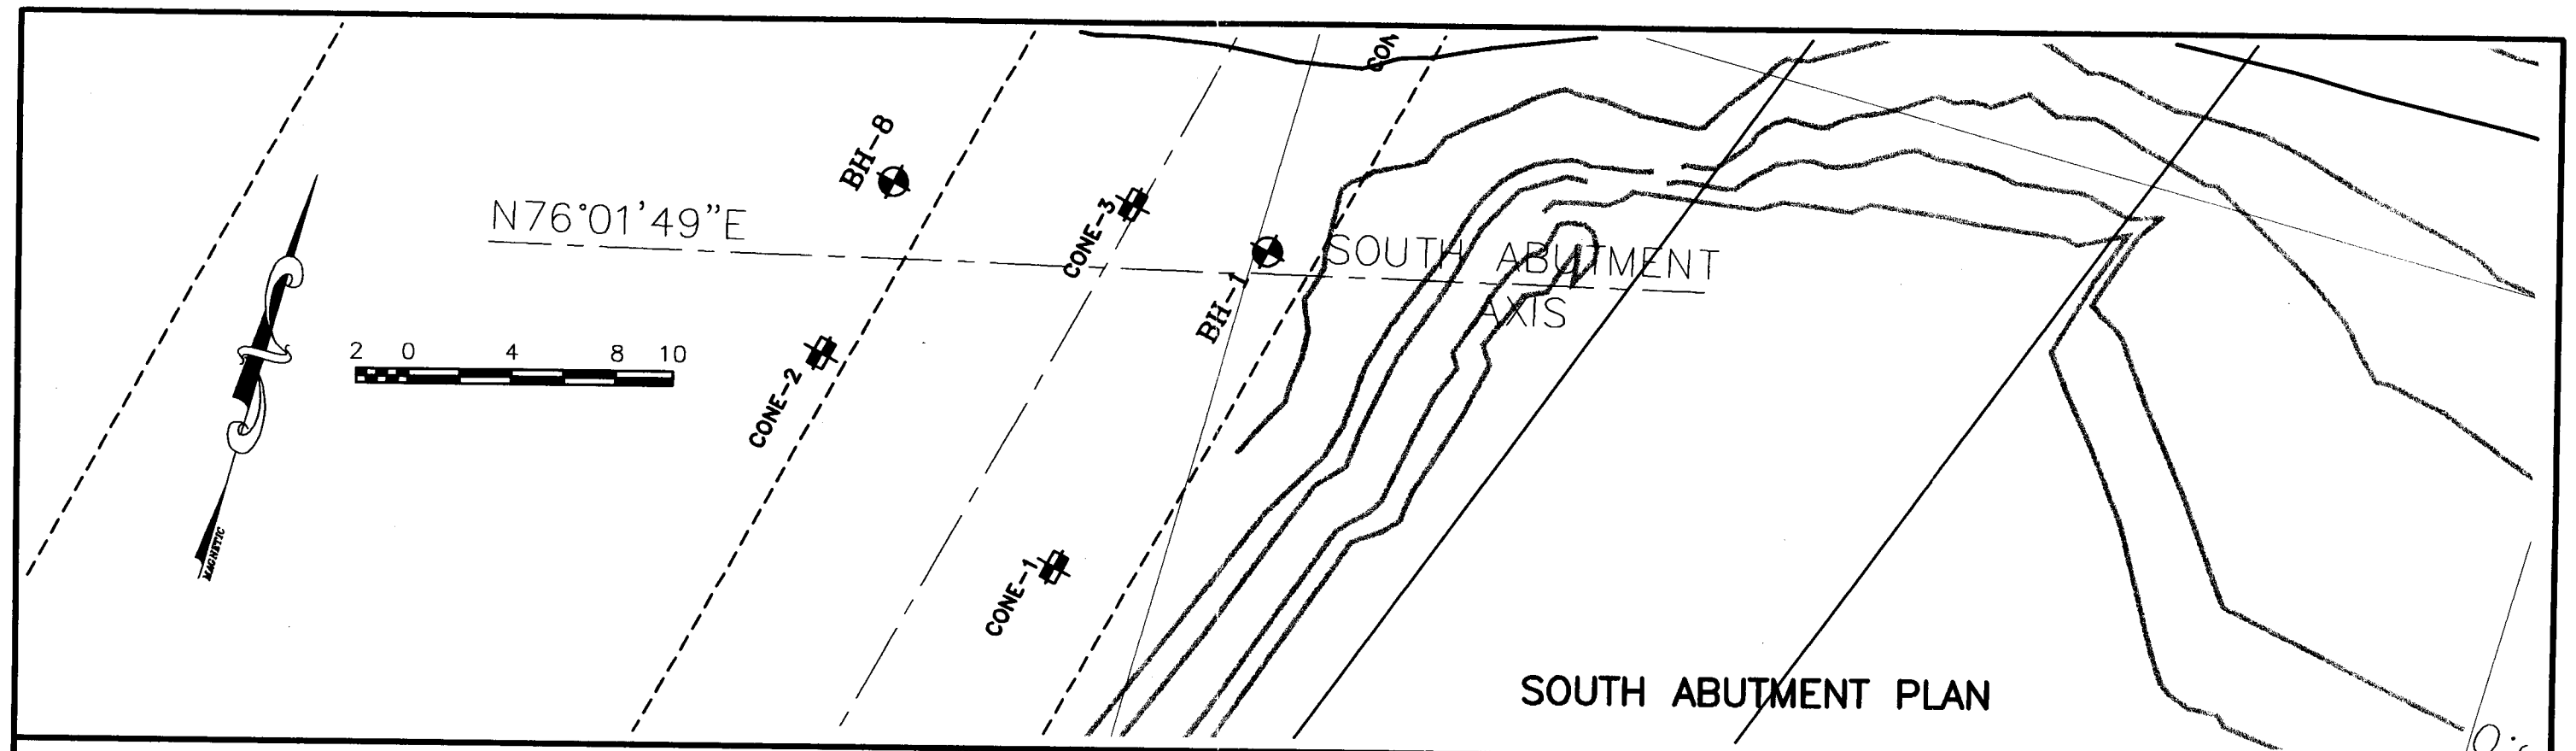 CON
BH-8
N76°01'49"E
CONE-3
SOUTH ABUTMENT
AXIS
BH-1
2 0 4 8 10
CONE-2
MAGNETIC
CONE-1
SOUTH ABUTMENT PLAN